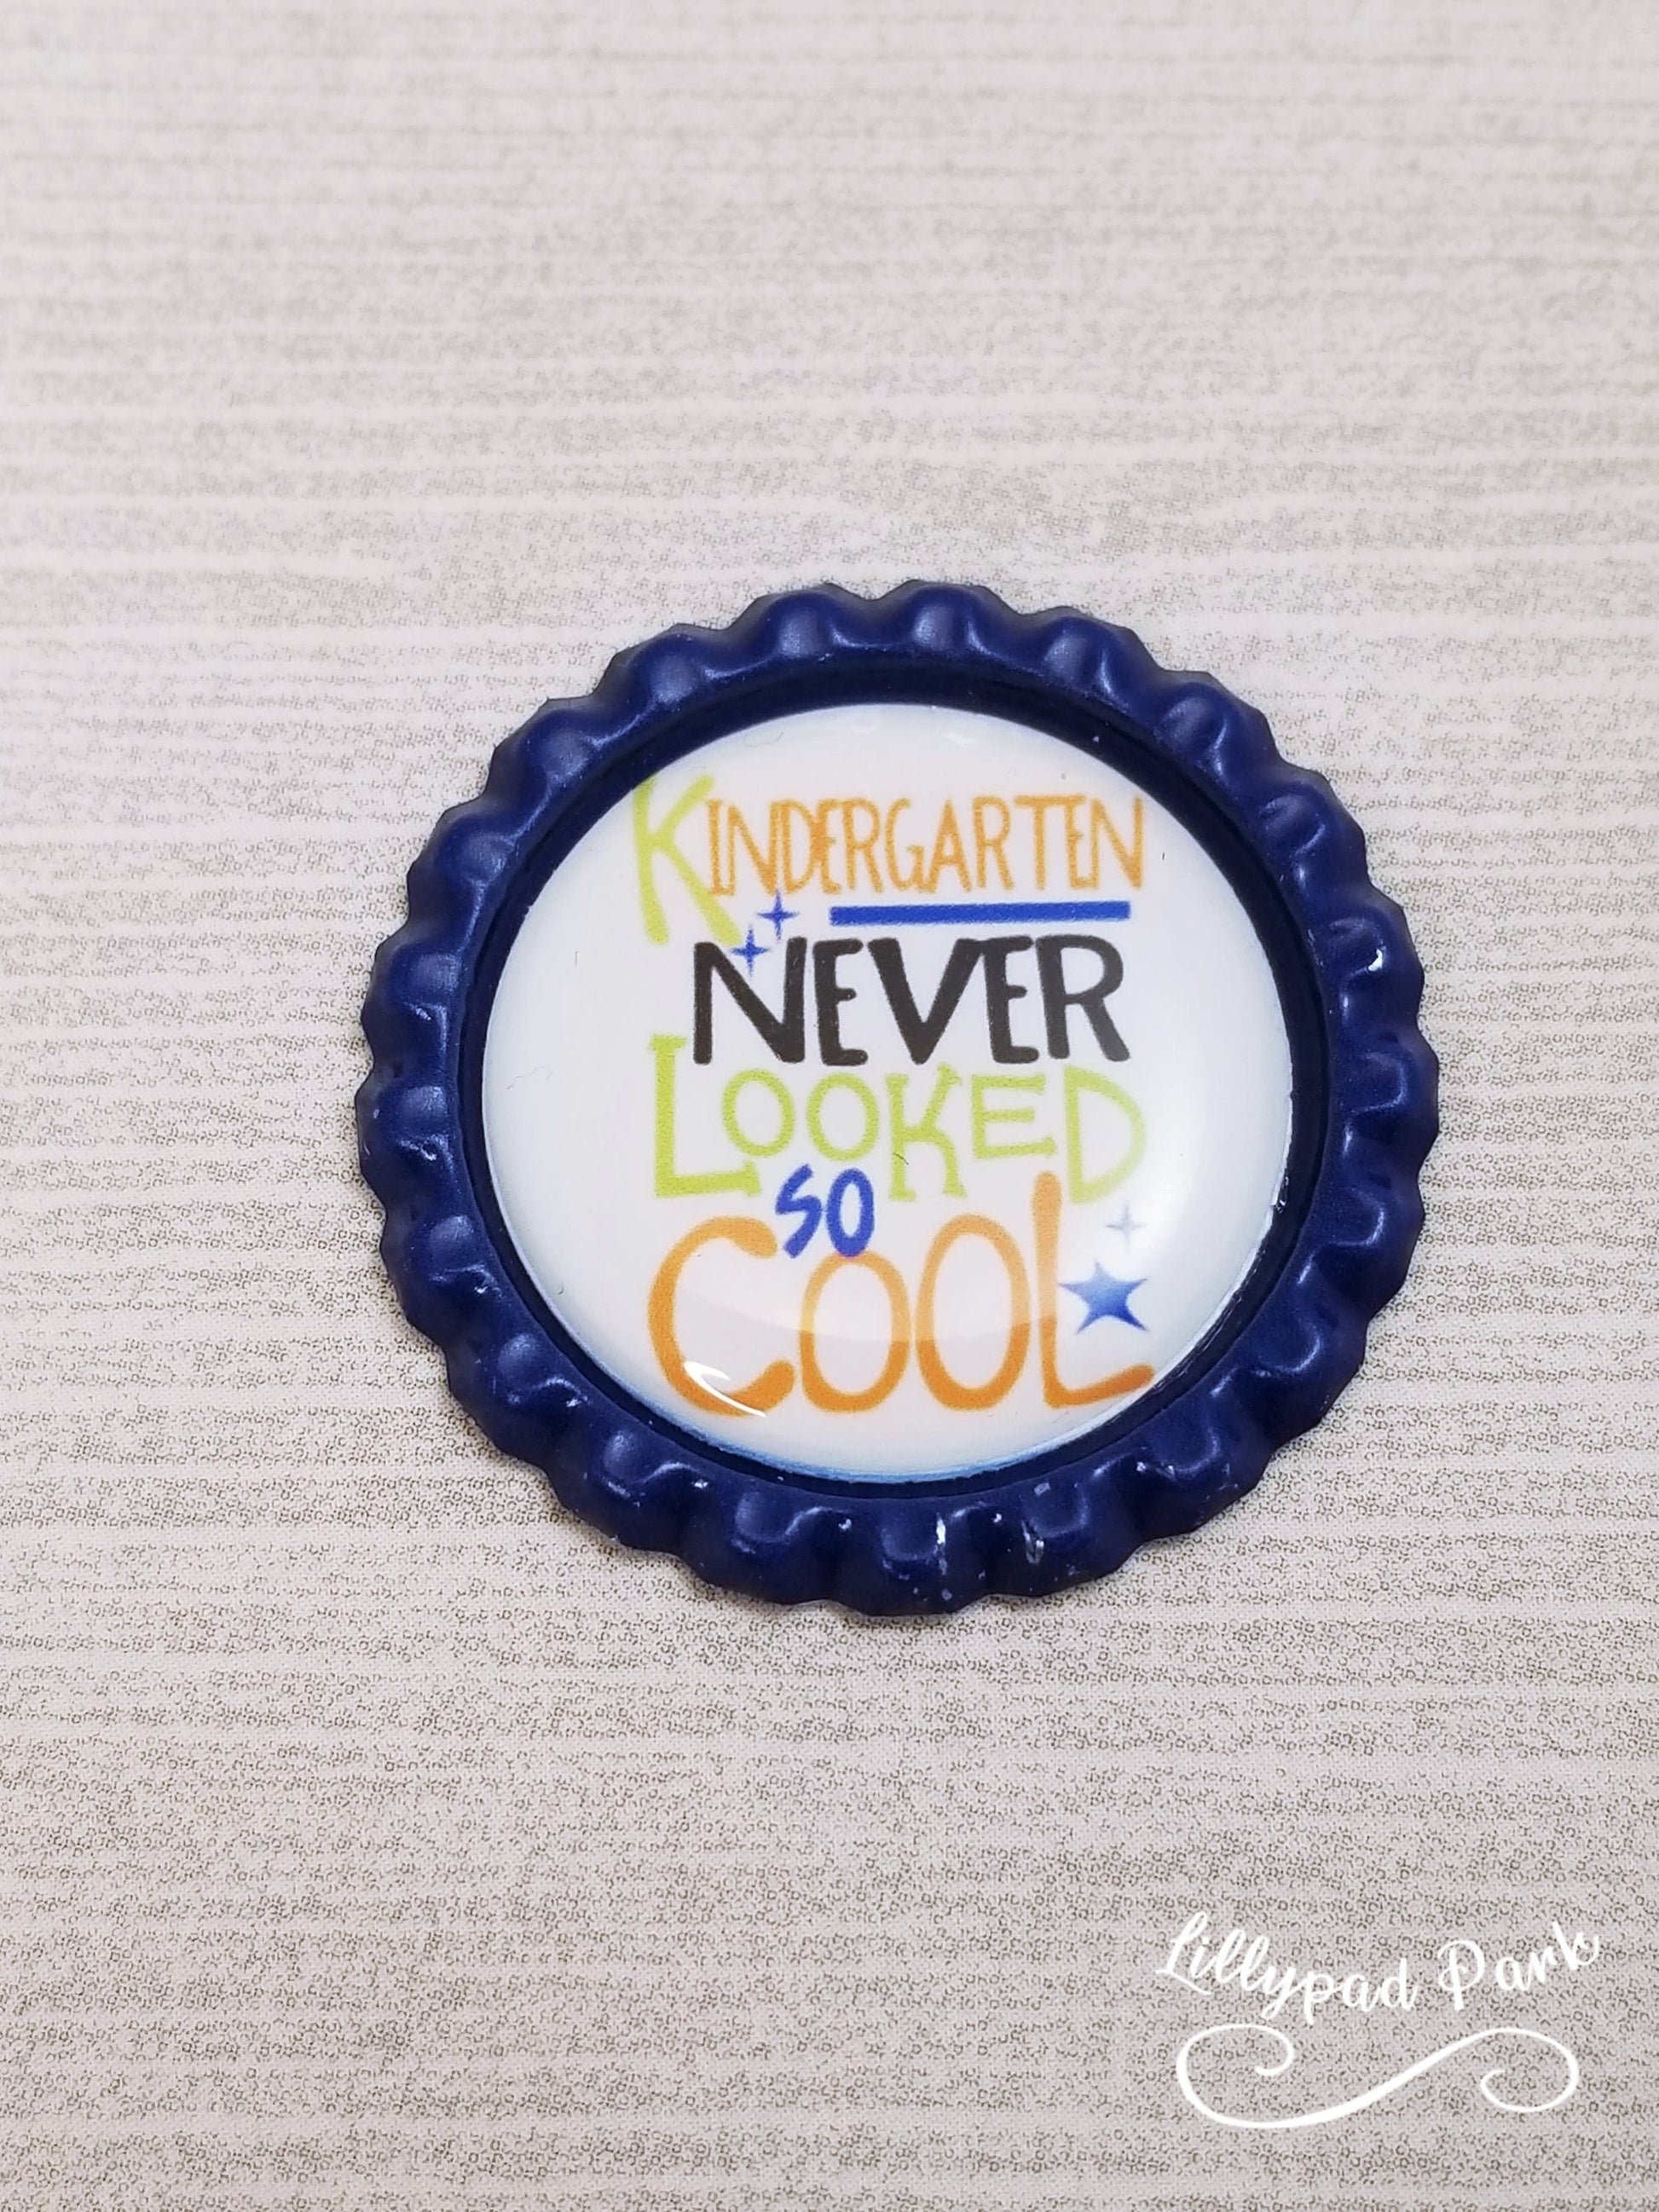 KINDERGARTEN
NEVER
LOOKED
SO
COOL
Lillypad Park